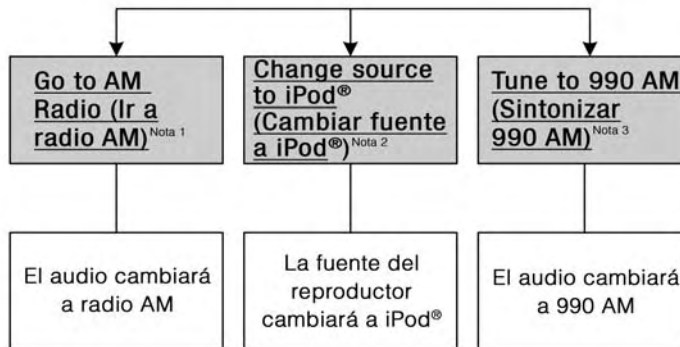 Go to AM
Radio (Ir a
radio AM)Nota 1
Change source
to iPod®
(Cambiar fuente
a iPod®)Nota 2
Tune to 990 AM
(Sintonizar
990 AM)Nota 3
El audio cambiará
a radio AM
La fuente del
reproductor
cambiará a iPod®
El audio cambiará
a 990 AM